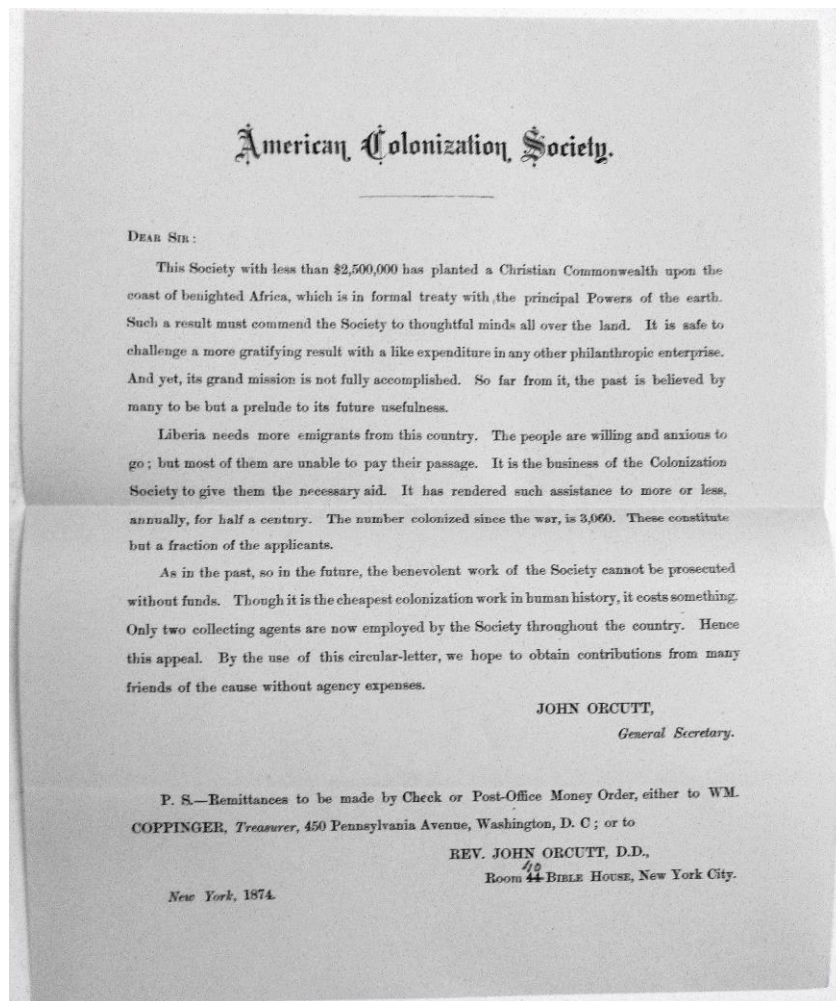 American Colonization Society.
DEAR SIR:
This Society with less than $2,500,000 has planted a Christian Commonwealth upon the
coast of benighted Africa, which is in formal treaty with the principal Powers of the earth.
Such a result must commend the Society to thoughtful minds all over the land. It is safe to
challenge a more gratifying result with a like expenditure in any other philanthropic enterprise.
And yet, its grand mission is not fully accomplished. So far from it, the past is believed by
many to be but a prelude to its future usefulness.
Liberia needs more emigrants from this country. The people are willing and anxious to
go; but most of them are unable to pay their passage. It is the business of the Colonization
Society to give them the necessary aid. It has rendered such assistance to more or less,
annually, for half a century. The number colonized since the war, is 3,060. These constitute
but a fraction of the applicants.
As in the past, so in the future, the benevolent work of the Society cannot be prosecuted
without funds. Though it is the cheapest colonization work in human history, it costs something.
Only two collecting agents are now employed by the Society throughout the country. Hence
this appeal. By the use of this circular-letter, we hope to obtain contributions from many
friends of the cause without agency expenses.
JOHN ORCUTT,
General Secretary.
P. S.—Remittances to be made by Check or Post-Office Money Order, either to WM.
COPPINGER, Treasurer, 450 Pennsylvania Avenue, Washington, D. C; or to
REV. JOHN ORCUTT, D.D.,
40
Room 44 BIBLE HOUSE, New York City.
New York, 1874.